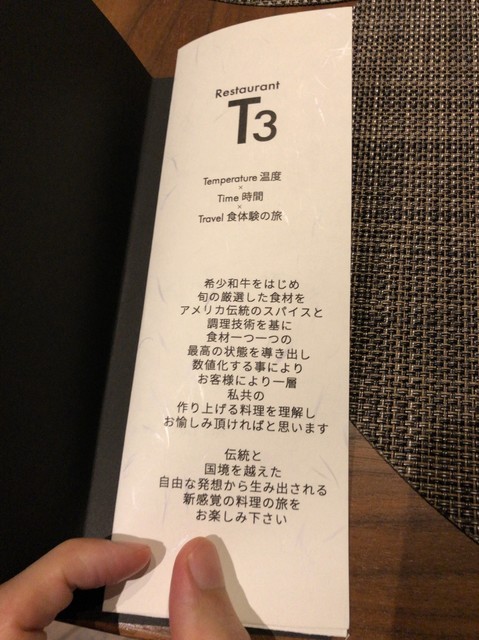 Restaurant
T3
Temperature 温度
×
Time 時間
×
Travel 食体験の旅
希少和牛をはじめ
旬の厳選した食材を
アメリカ伝統のスパイスと
調理技術を基に
食材一つ一つの
最高の状態を導き出し
数値化する事により
お客様により一層
私共の
作り上げる料理を理解し
お愉しみ頂ければと思います
伝統と
国境を越えた
自由な発想から生み出される
新感覚の料理の旅を
お楽しみ下さい